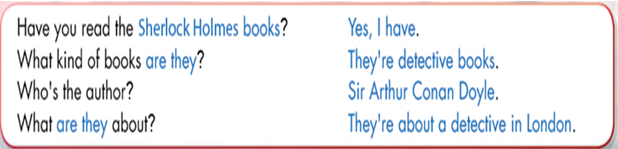 Have you read the Sherlock Holmes books? Yes, I have.
What kind of books are they? They're detective books.
Who's the author? Sir Arthur Conan Doyle.
What are they about? They're about a detective in London.